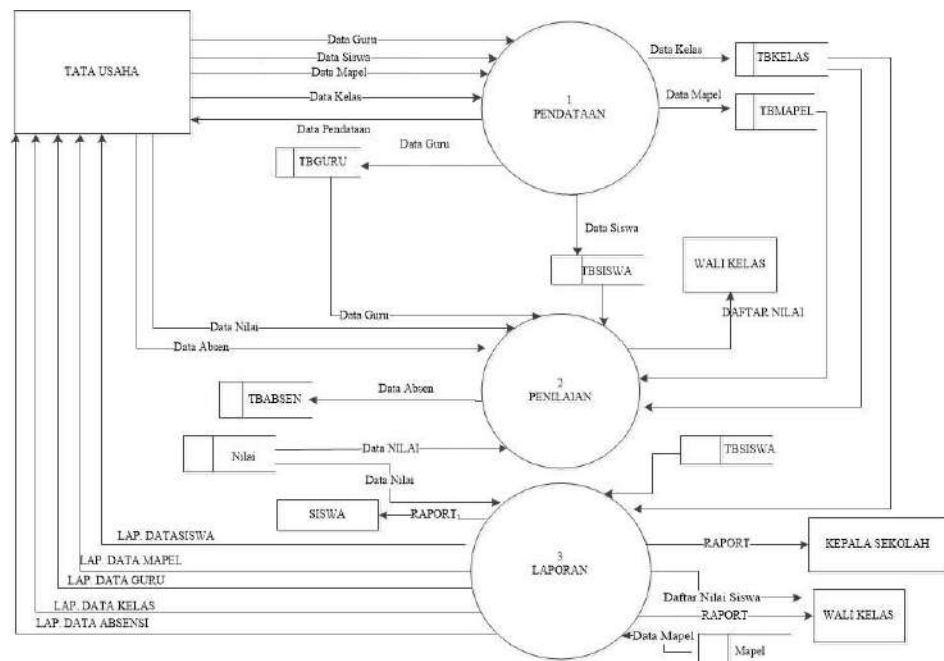 Data Guru
Data Siswa
Data Mapel
Data Kelas
Data Pendataan
TATA USAHA
1
PENDATAAN
Data Kelas
TBKELAS
Data Mapel
TBMAPEL
Data Guru
TBGURU
Data Siswa
TBSISWA
WALI KELAS
DAFTAR NILAI
Data Guru
Data Nilai
Data Absen
2
PENILAIAN
Data Absen
TBABSEN
Nilai
Data NILAI
Data Nilai
TBSISWA
SISWA
RAPORT
LAP. DATASISWA
LAP. DATA MAPEL
LAP. DATA GURU
LAP. DATA KELAS
LAP. DATA ABSENSI
3
LAPORAN
RAPORT
KEPALA SEKOLAH
Daftar Nilai Siswa
RAPORT
WALI KELAS
Data Mapel
Mapel